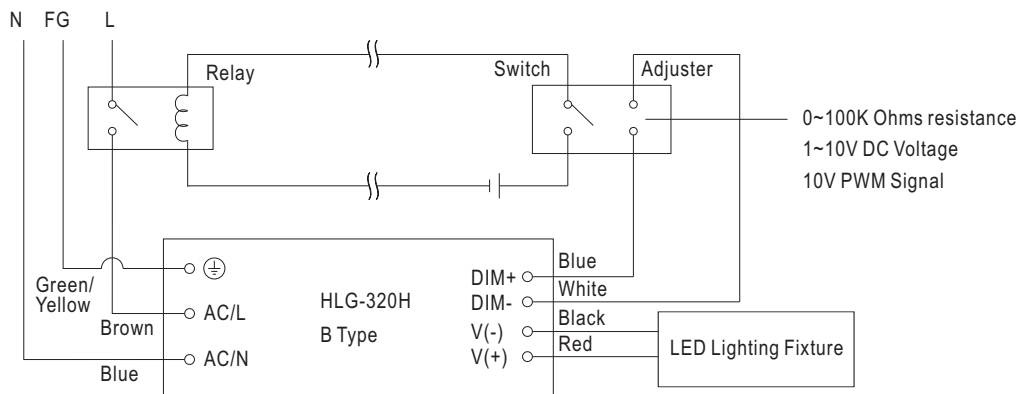 N FG L
Relay
Switch
Adjuster
0~100K Ohms resistance
1~10V DC Voltage
10V PWM Signal
Green/
Yellow
Brown
Blue
AC/L
AC/N
HLG-320H
B Type
DIM+
DIM-
V(-)
V(+)
Blue
White
Black
Red
LED Lighting Fixture